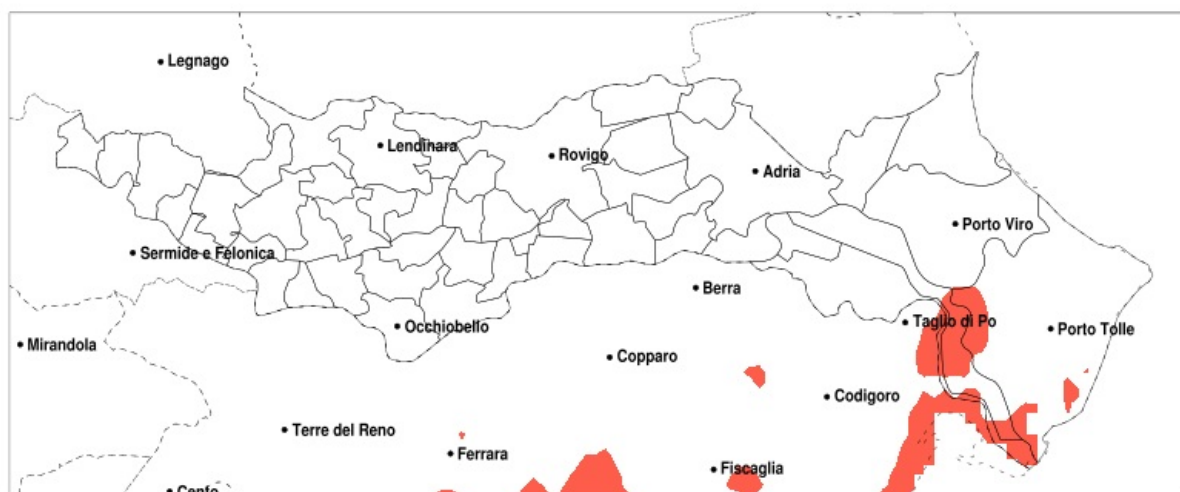 Legnago
Lendinara
Rovigo
Adria
Porto Viro
Sermide e Felonica
Berra
Occhiobello
Taglio di Po
Porto Tolle
Mirandola
Copparo
Codigoro
Terre del Reno
Ferrara
Fiscaglia
Cento